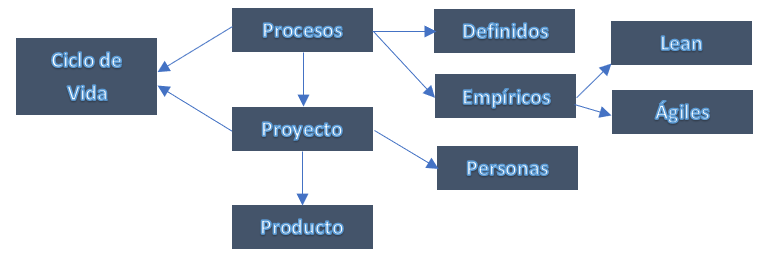 Procesos
Definidos
Lean
Ciclo de
Vida
Empíricos
Ágiles
Proyecto
Personas
Producto